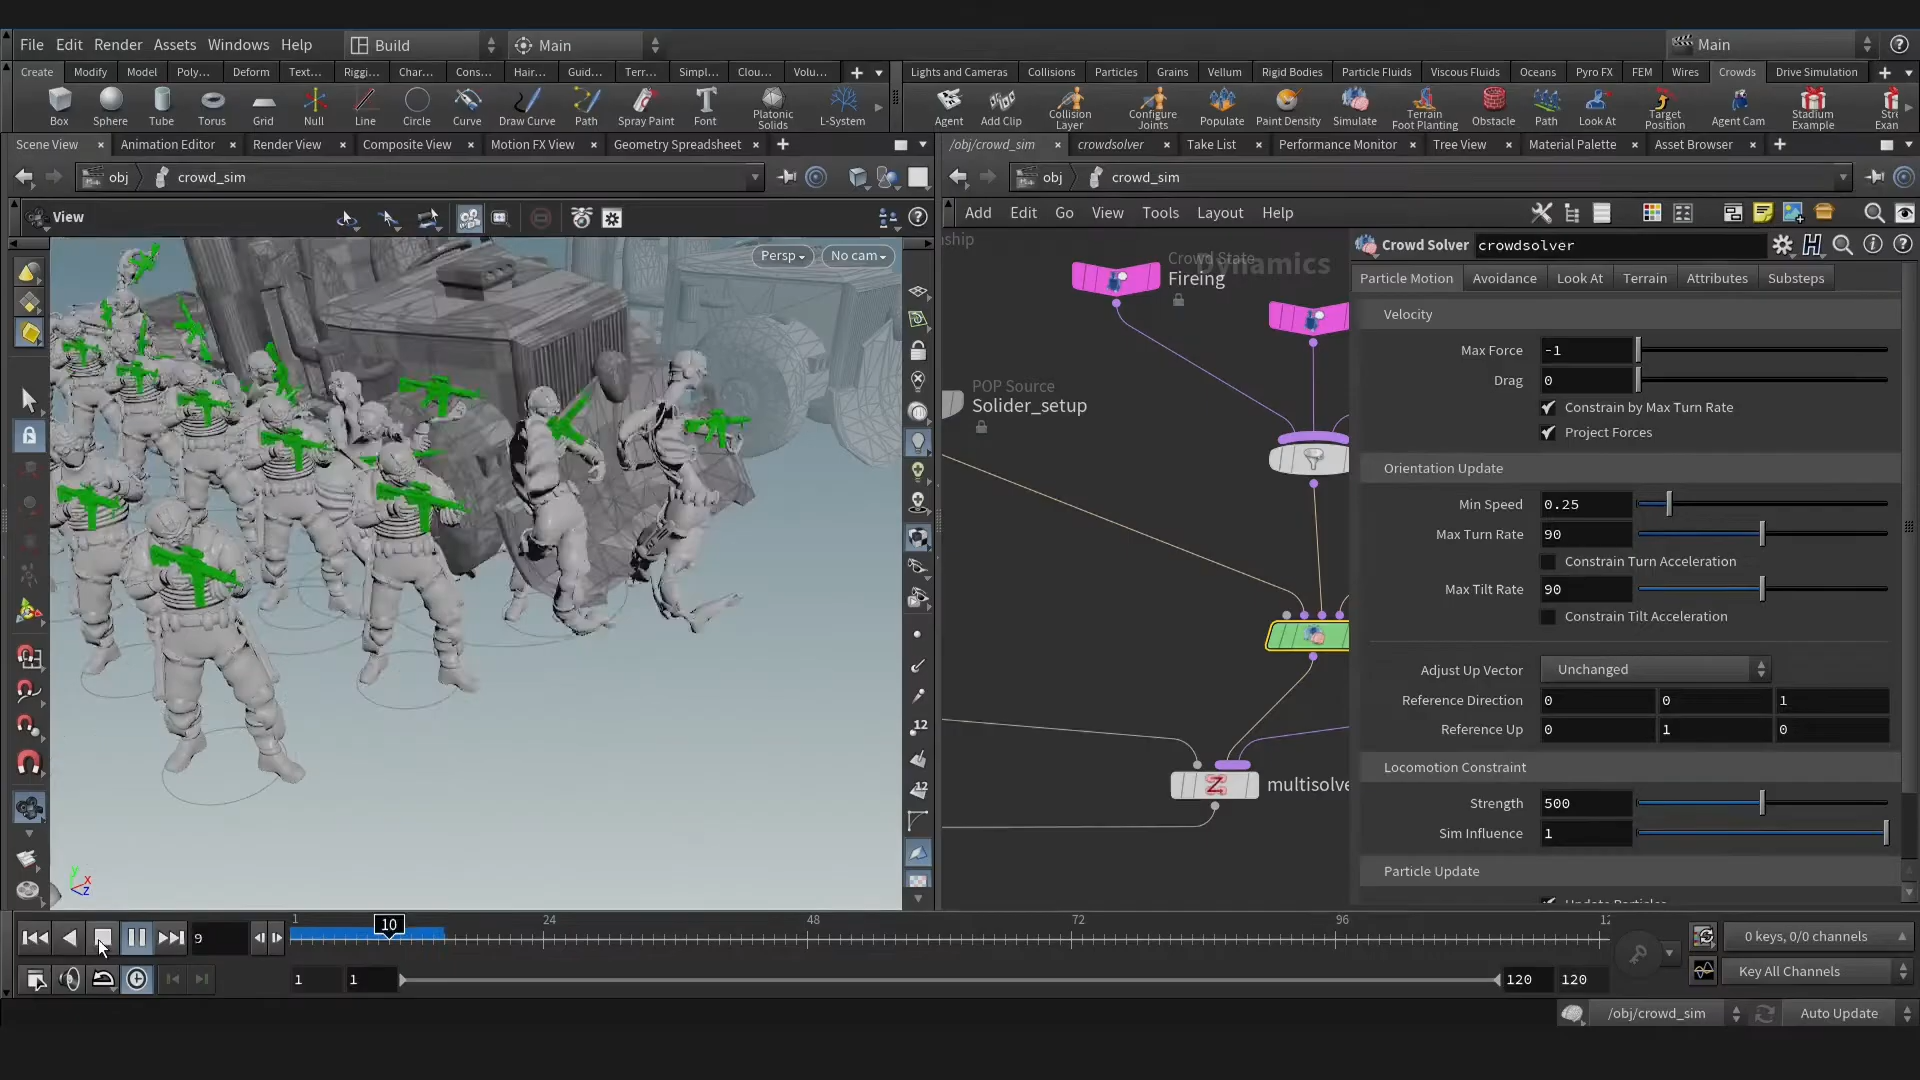 File Edit Render Assets Windows Help Build Main Main
Create Modify Model Poly... Deform Text... Riggi... Char... Cons... Hair... Guid... Terr... Simpl... Clou... Volu... Lights and Cameras Collisions Particles Grains Vellum Rigid Bodies Particle Fluids Viscous Fluids Oceans Pyro FX FEM Wires Crowds Drive Simulation
Box Sphere Tube Torus Grid Null Line Circle Curve Draw Curve Path Spray Paint Font Platonic Solids L-System Agent Add Clip Collision Layer Configure Joints Populate Paint Density Simulate Terrain Foot Planting Obstacle Path Look At Target Position Agent Cam Stadium Example
Scene View Animation Editor Render View Composite View Motion FX View Geometry Spreadsheet /obj/crowd_sim crowdsolver Take List Performance Monitor Tree View Material Palette Asset Browser
obj crowd_sim obj crowd_sim
View Add Edit Go View Tools Layout Help
Persp No cam
Crowd State
Fireing
Dynamics
POP Source
Solider_setup
Crowd Solver crowdsolver
Particle Motion Avoidance Look At Terrain Attributes Substeps
Velocity
Max Force -1
Drag 0
Constrain by Max Turn Rate
Project Forces
Orientation Update
Min Speed 0.25
Max Turn Rate 90
Constrain Turn Acceleration
Max Tilt Rate 90
Constrain Tilt Acceleration
Adjust Up Vector Unchanged
Reference Direction 0 0 1
Reference Up 0 1 0
Locomotion Constraint
Strength 500
Sim Influence 1
Particle Update
Update Particles
12
12
y x z
9 1 10 24 48 72 96 0 keys, 0/0 channels
1 1 120 120 Key All Channels
/obj/crowd_sim Auto Update